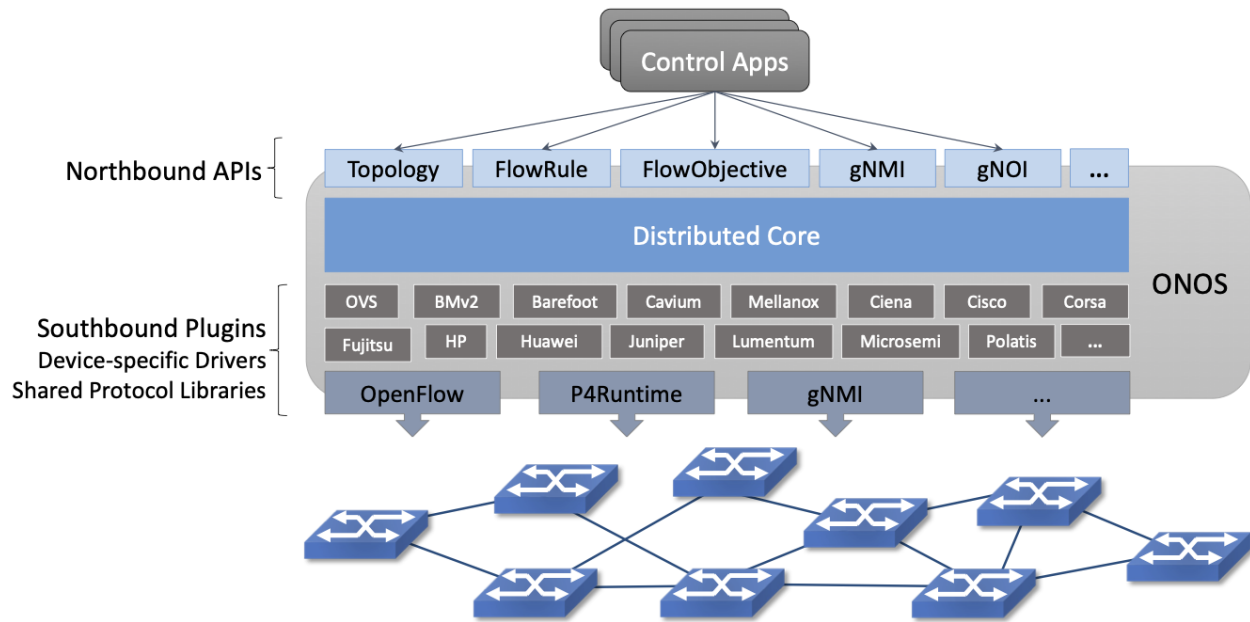 Control Apps
Northbound APIs
Topology
FlowRule
FlowObjective
gNMI
gNOI
...
Distributed Core
ONOS
Southbound Plugins
Device-specific Drivers
Shared Protocol Libraries
OVS
BMv2
Barefoot
Cavium
Mellanox
Ciena
Cisco
Corsa
Fujitsu
HP
Huawei
Juniper
Lumentum
Microsemi
Polatis
...
OpenFlow
P4Runtime
gNMI
...